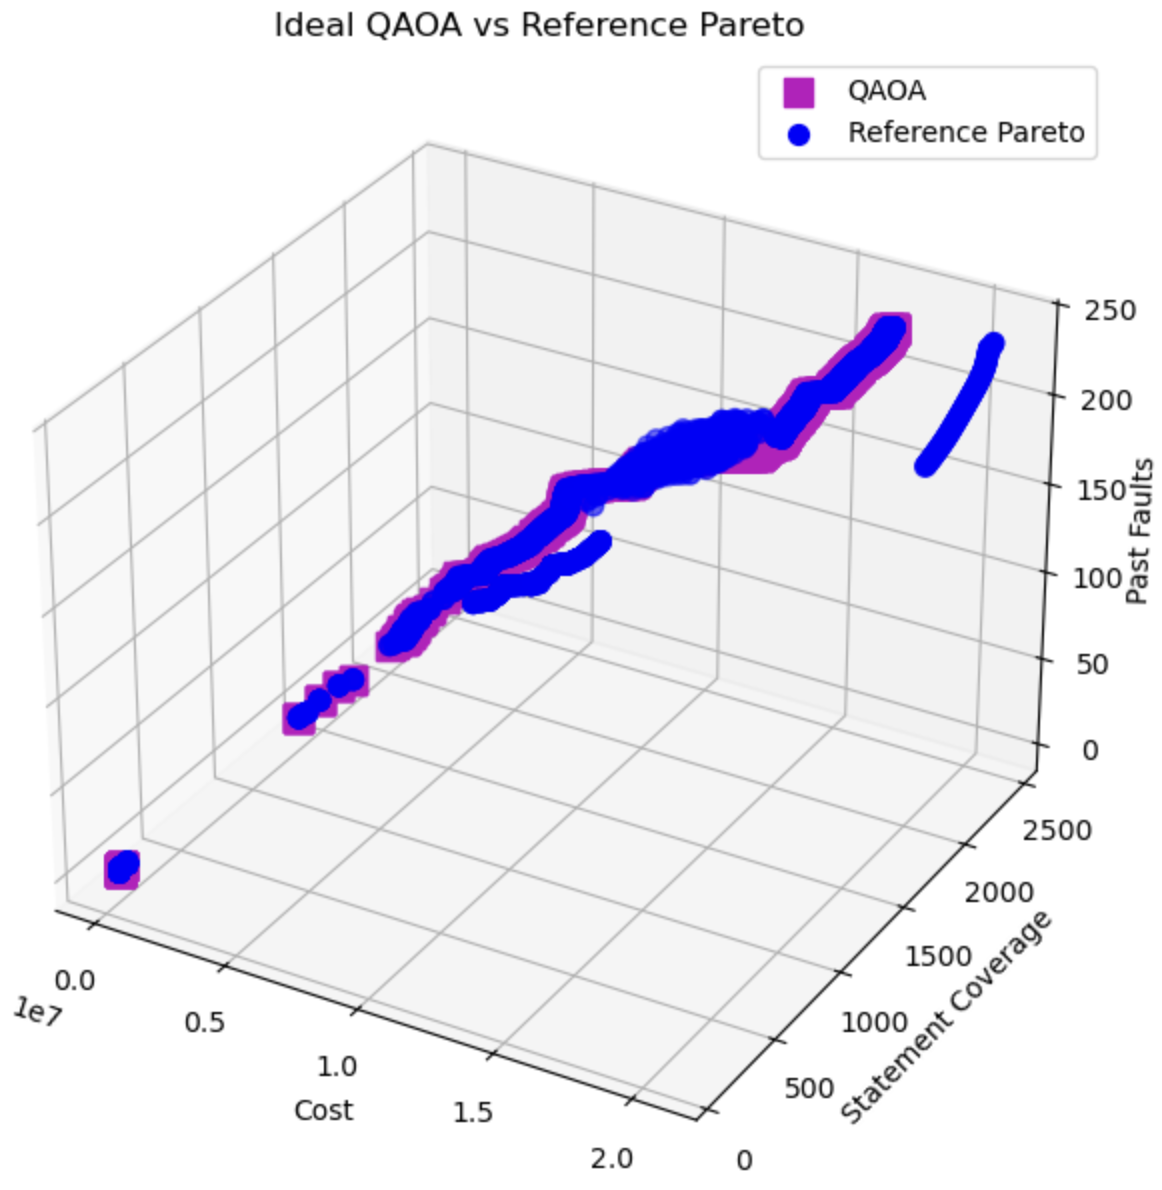 Ideal QAOA vs Reference Pareto
QAOA
Reference Pareto
250
200
150
100
50
0
Past Faults
2500
2000
1500
1000
500
0
Statement Coverage
0.0
0.5
1.0
1.5
2.0
1e7
Cost